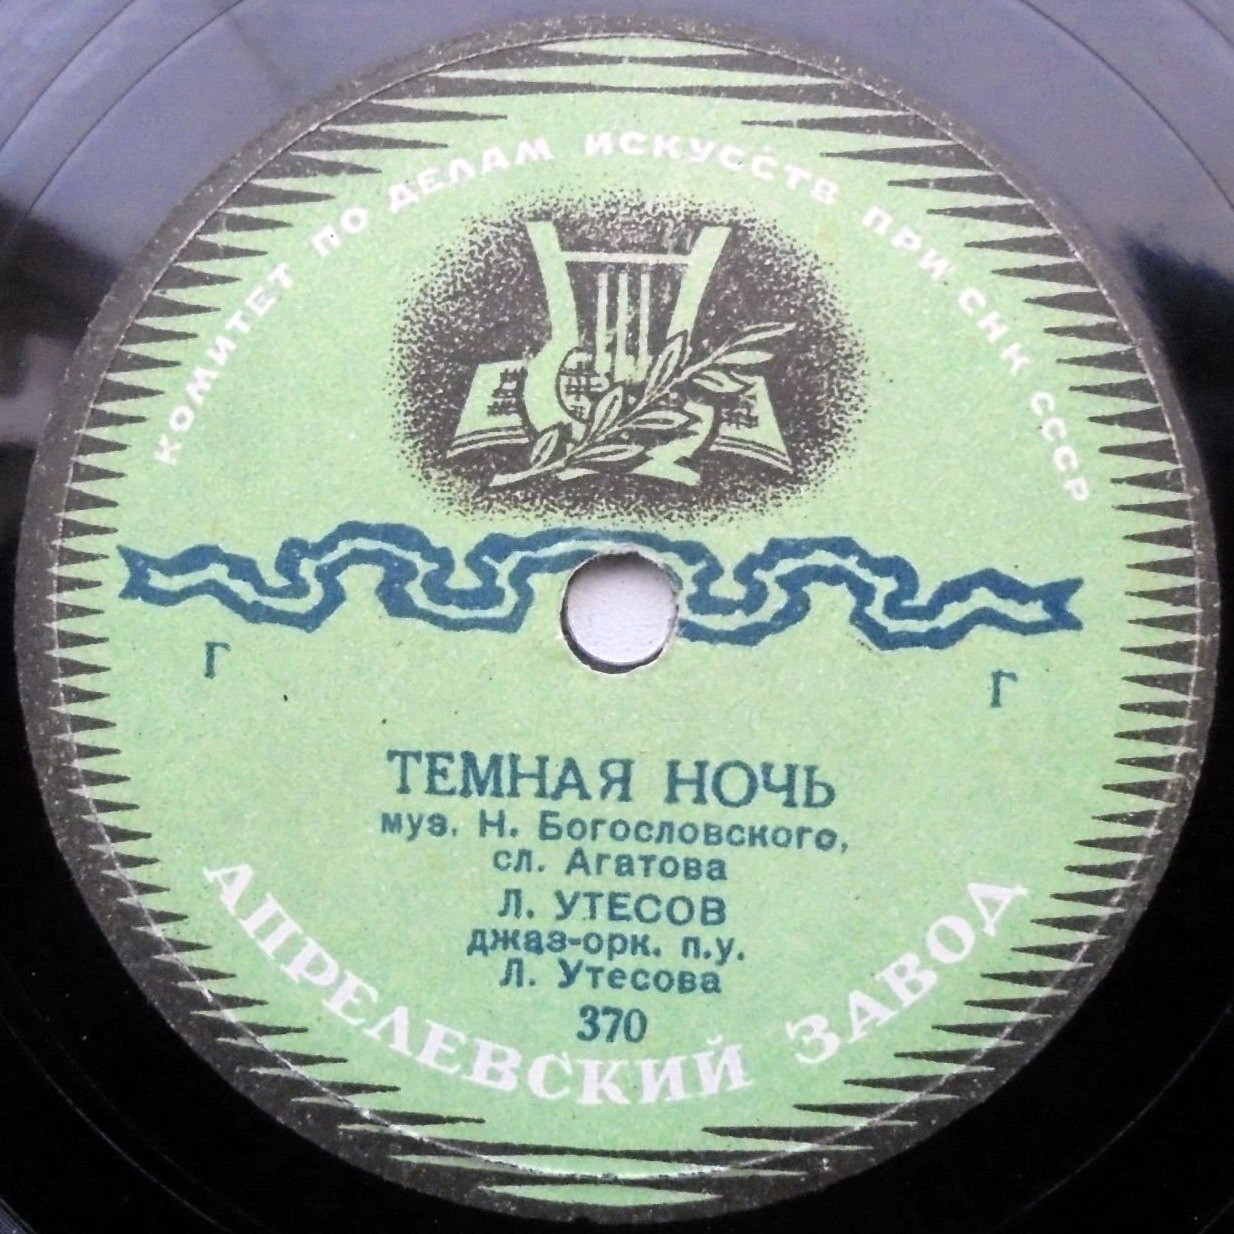 КОМИТЕТ ПО ДЕЛАМ ИСКУССТВ ПРИ СНК СССР
Г Г
ТЕМНАЯ НОЧЬ
муз. Н. Богословского,
сл. Агатова
Л. УТЕСОВ
джаз-орк. п.у.
Л. Утесова
370
АПРЕЛЕВСКИЙ ЗАВОД